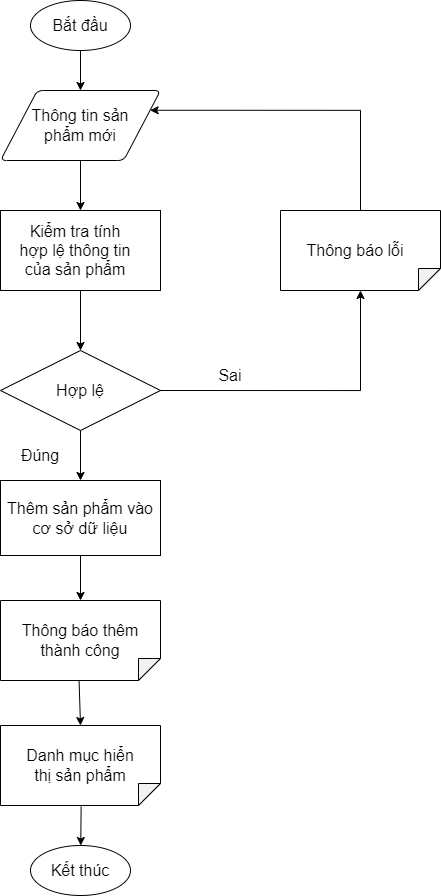 Bắt đầu
Thông tin sản
phẩm mới
Kiểm tra tính
hợp lệ thông tin
của sản phẩm
Thông báo lỗi
Hợp lệ
Sai
Đúng
Thêm sản phẩm vào
cơ sở dữ liệu
Thông báo thêm
thành công
Danh mục hiển
thị sản phẩm
Kết thúc